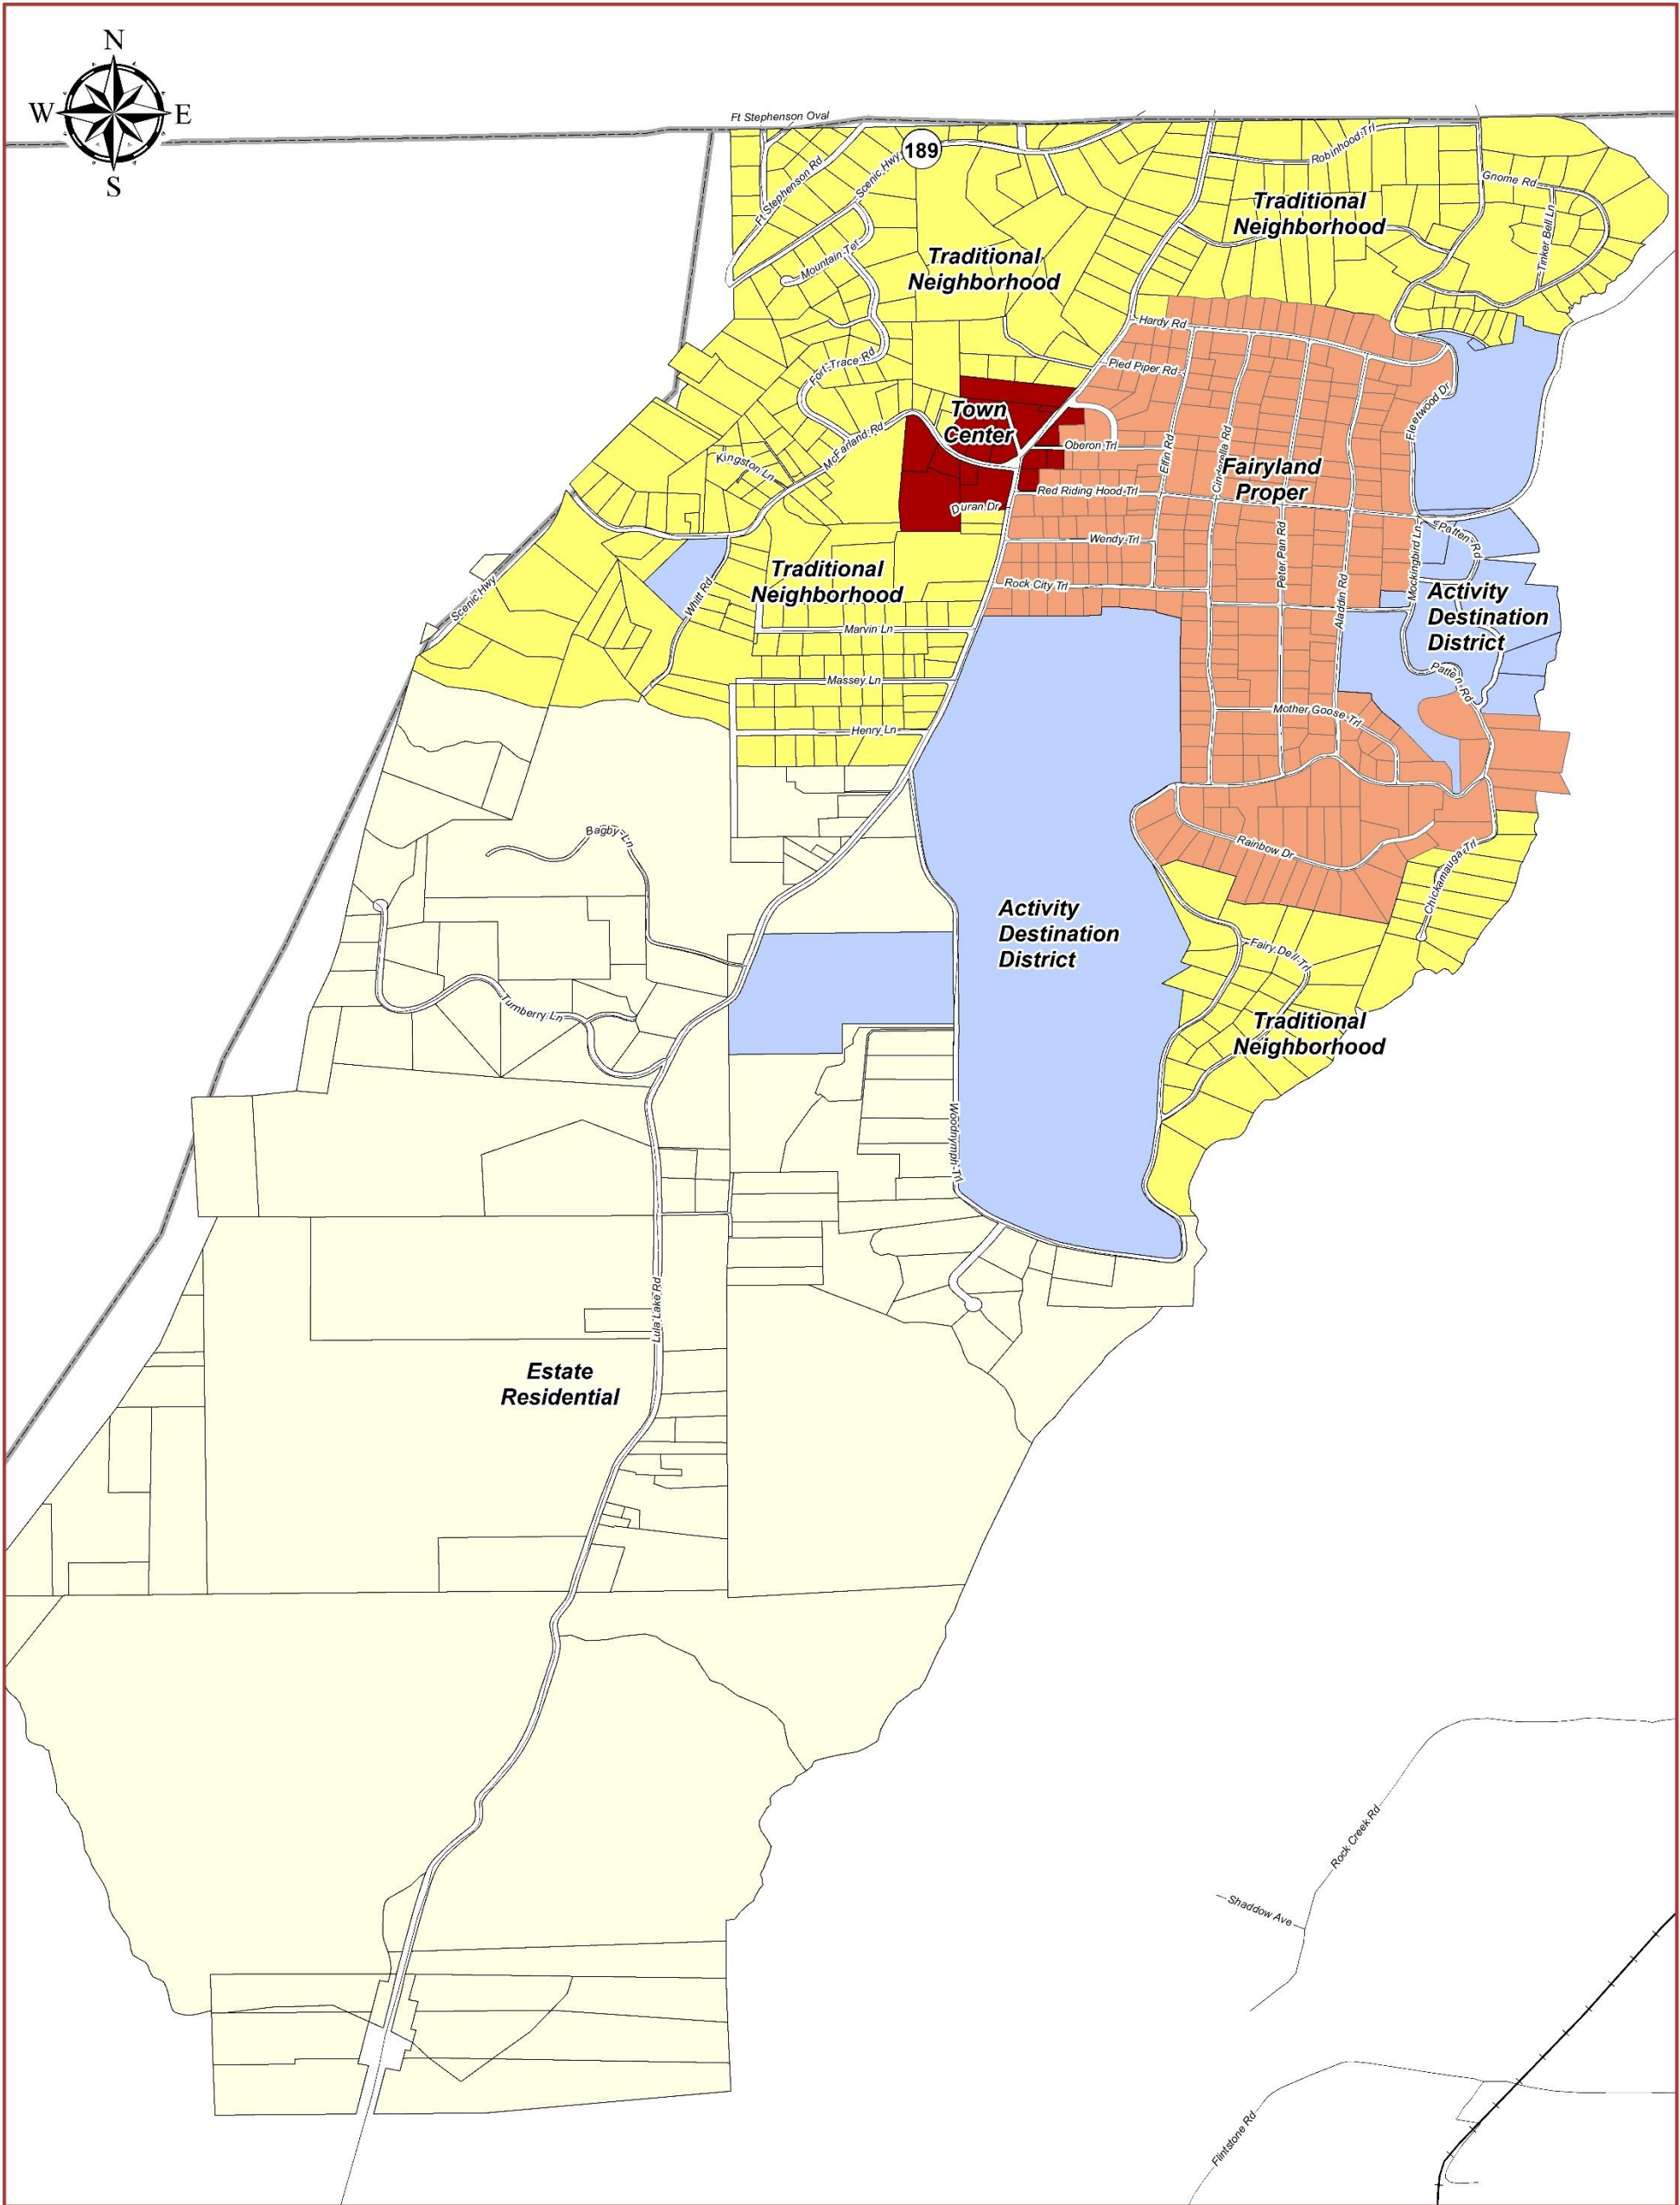 N
W
E
S
Ft Stephenson Oval
189
Ft Stephenson Rd
Scenic Hwy
Robinhood Trl
Gnome Rd
Tinker Bell Ln
Traditional
Neighborhood
Traditional
Neighborhood
Mountain Ter
Hardy Rd
Fort Trace Rd
Pied Piper Rd
Fleetwood Dr
Town
Center
McFarland Rd
Oberon Trl
Elfin Rd
Cinderella Rd
Fairyland
Proper
Kingston Ln
Red Riding Hood Trl
Duran Dr
Patten Rd
Wendy Trl
Peter Pan Rd
Mockingbird Ln
Traditional
Neighborhood
Rock City Trl
Scenic Hwy
Whitt Rd
Aladdin Rd
Activity
Destination
District
Marvin Ln
Patten Rd
Massey Ln
Mother Goose Trl
Henry Ln
Bagby Ln
Rainbow Dr
Chickamauga Trl
Activity
Destination
District
Fairy Dell Trl
Turnberry Ln
Traditional
Neighborhood
Woodnymph Trl
Lula Lake Rd
Estate
Residential
Rock Creek Rd
Shaddow Ave
Flintstone Rd